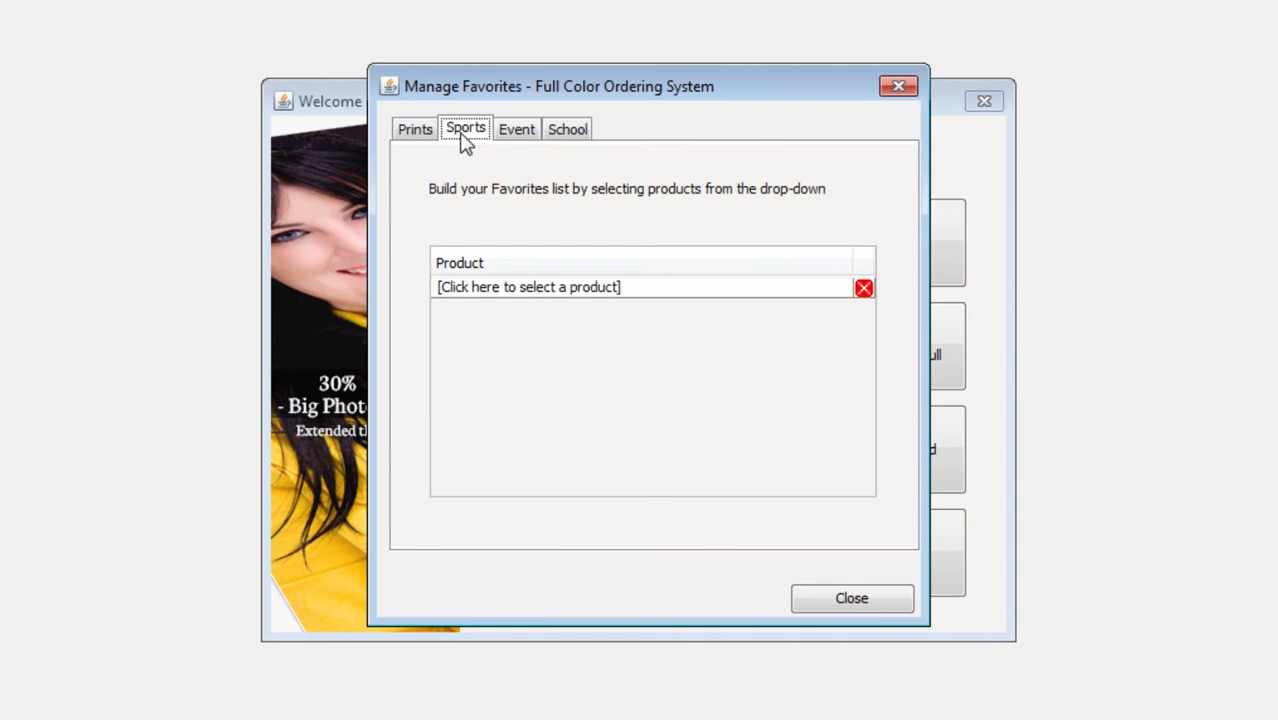 Manage Favorites - Full Color Ordering System
Welcome
Prints Sports Event School
Build your Favorites list by selecting products from the drop-down
Product
[Click here to select a product]
30%
- Big
Extended
Close